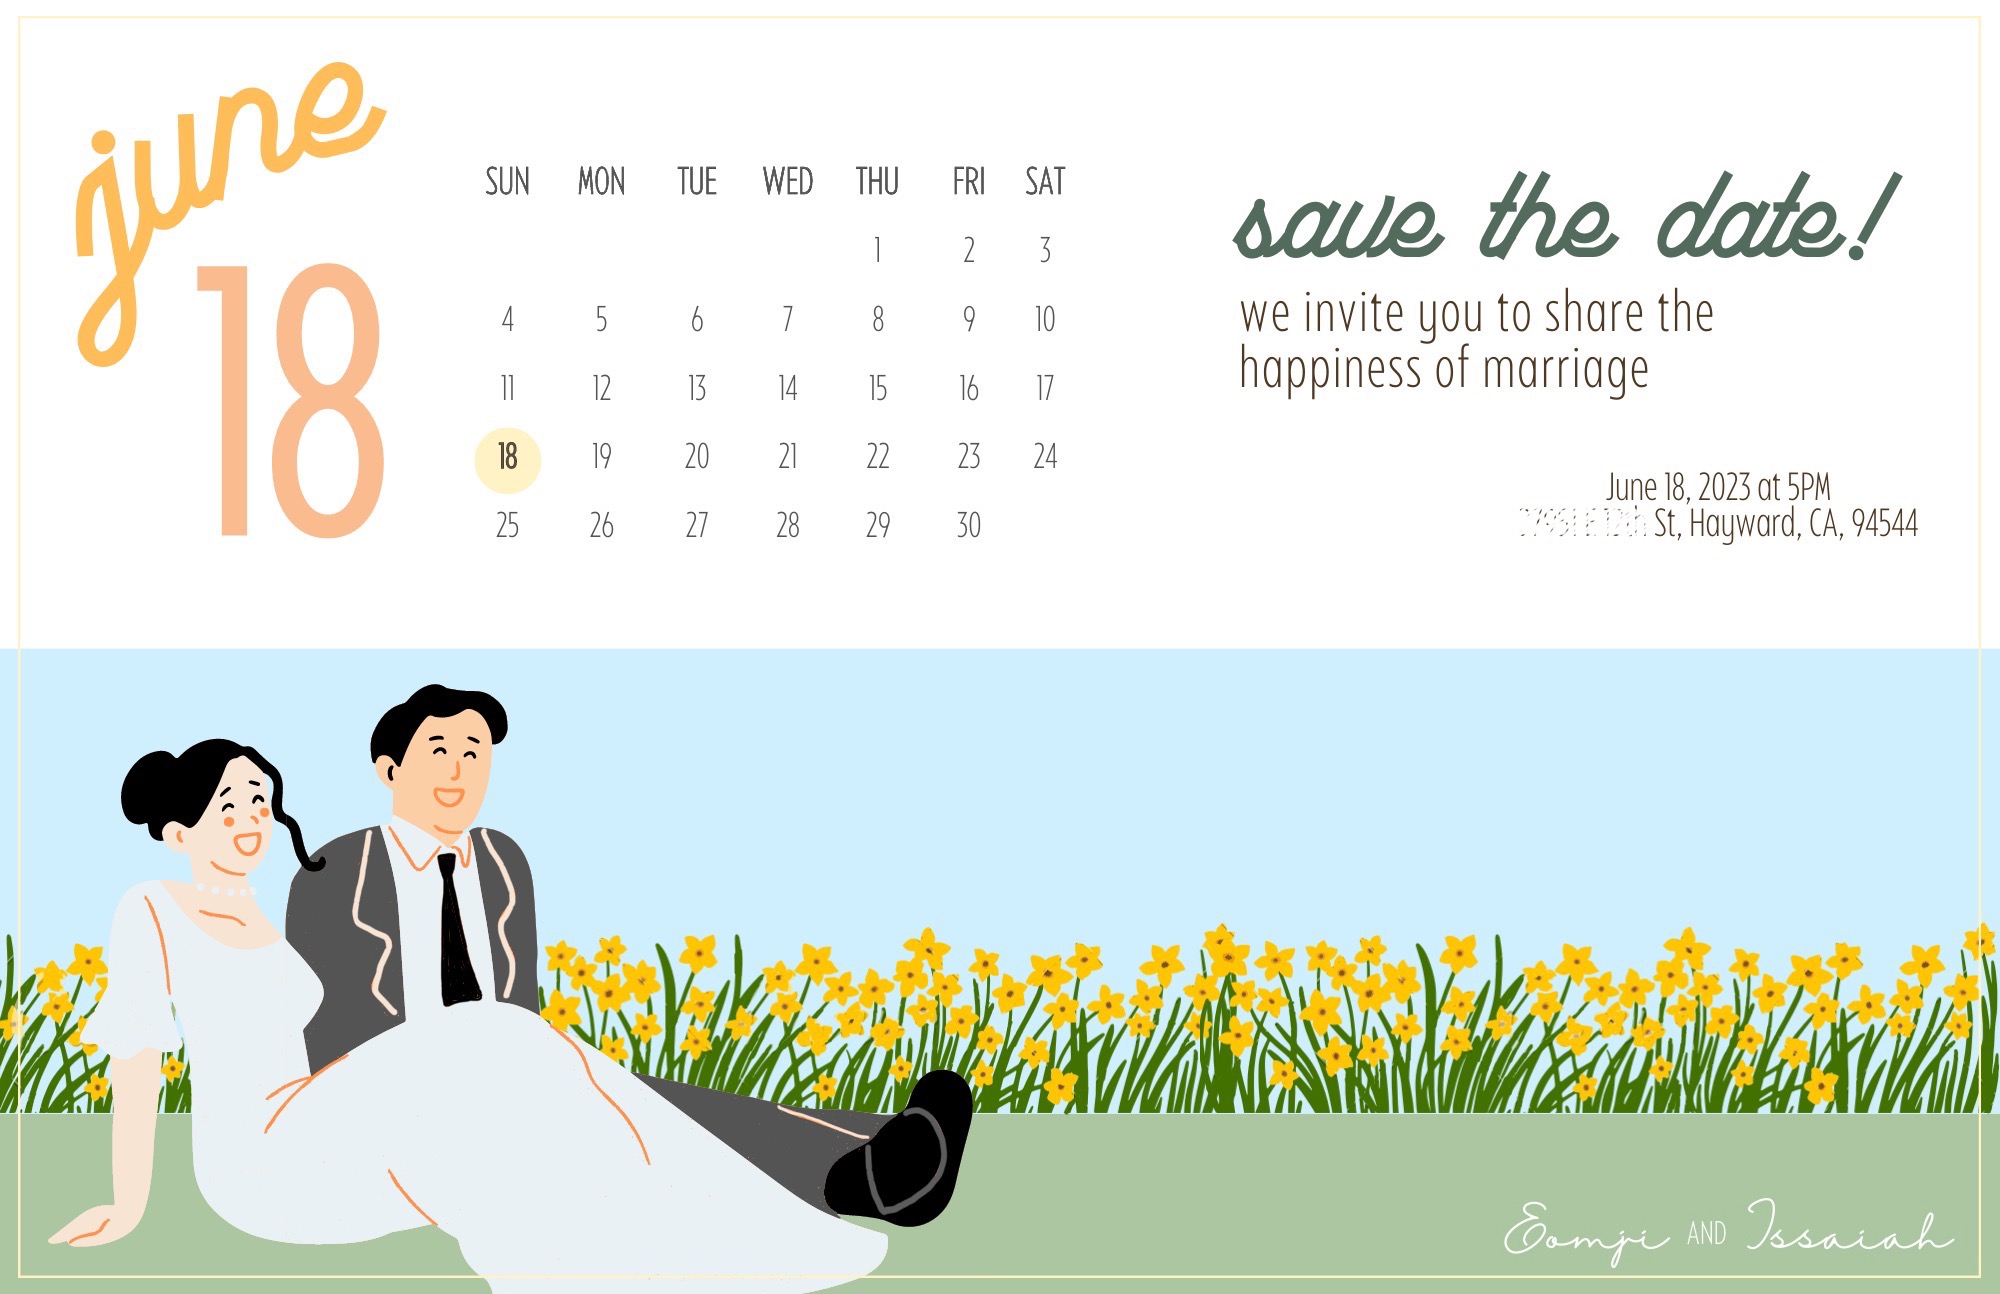 june
18
SUN MON TUE WED THU FRI SAT
1 2 3
4 5 6 7 8 9 10
11 12 13 14 15 16 17
18 19 20 21 22 23 24
25 26 27 28 29 30
save the date!
we invite you to share the
happiness of marriage
June 18, 2023 at 5PM
St, Hayward, CA, 94544
Eomji AND Issaiah